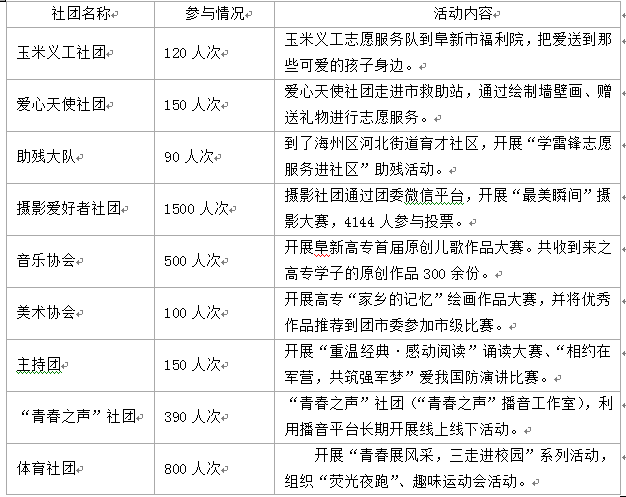 社团名称 参与情况 活动内容
玉米义工社团 120 人次 玉米义工志愿服务队到阜新市福利院，把爱送到那
些可爱的孩子身边。
爱心天使社团 150 人次 爱心天使社团走进市救助站，通过绘制墙壁画、赠
送礼物进行志愿服务。
助残大队 90 人次 到了海州区河北街道育才社区，开展“学雷锋志愿
服务进社区”助残活动。
摄影爱好者社团 1500 人次 摄影社团通过团委微信平台，开展“最美瞬间”摄
影大赛，4144 人参与投票。
音乐协会 500 人次 开展阜新高专首届原创儿歌作品大赛。共收到来之
高专学子的原创作品 300 余份。
美术协会 100 人次 开展高专“家乡的记忆”绘画作品大赛，并将优秀
作品推荐到团市委参加市级比赛。
主持团 150 人次 开展“重温经典·感动阅读”诵读大赛、“相约在
军营，共筑强军梦”爱我国防演讲比赛。
“青春之声”社团 390 人次 “青春之声”社团（“青春之声”播音工作室），利
用播音平台长期开展线上线下活动。
体育社团 800 人次 开展“青春展风采，三走进校园”系列活动，
组织“荧光夜跑”、趣味运动会活动。